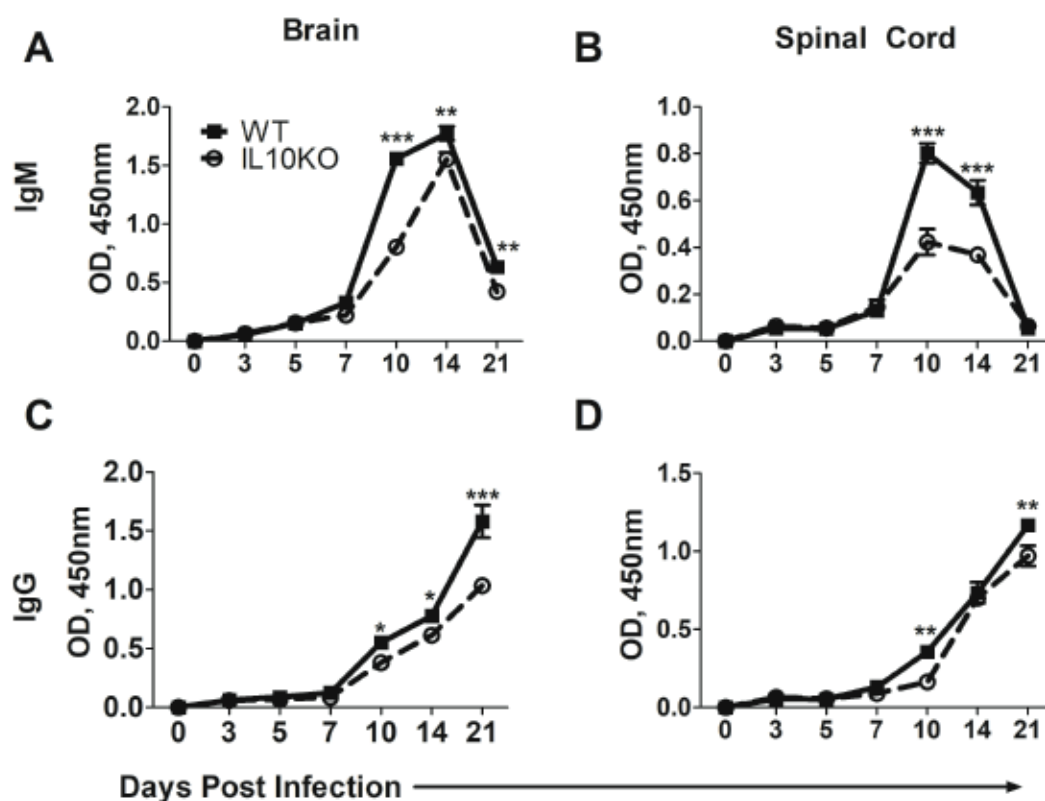 Brain
Spinal Cord
A
B
IgM
OD, 450nm
2.0
1.5
1.0
0.5
0.0
WT
IL10KO
***
**
**
0 3 5 7 10 14 21
OD, 450nm
1.0
0.8
0.6
0.4
0.2
0.0
***
***
0 3 5 7 10 14 21
C
D
IgG
OD, 450nm
2.0
1.5
1.0
0.5
0.0
*
*
***
0 3 5 7 10 14 21
OD, 450nm
1.5
1.0
0.5
0.0
**
**
0 3 5 7 10 14 21
Days Post Infection